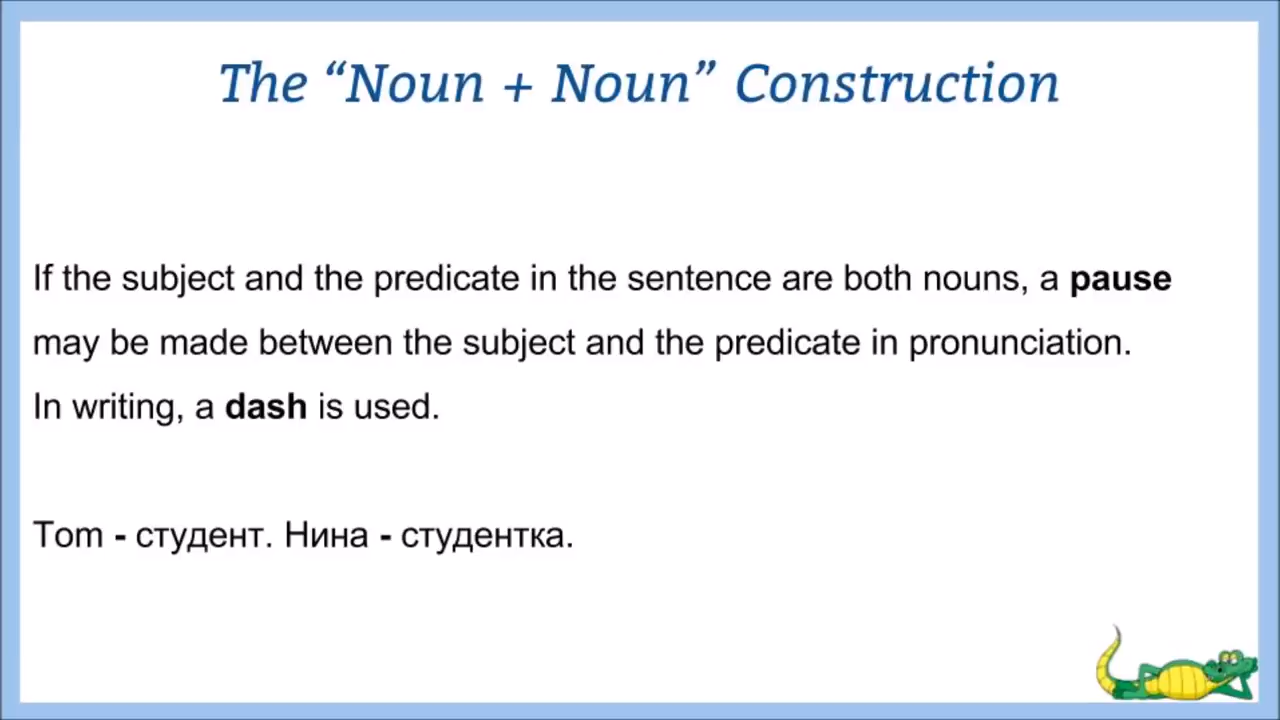 The “Noun + Noun” Construction
If the subject and the predicate in the sentence are both nouns, a pause
may be made between the subject and the predicate in pronunciation.
In writing, a dash is used.
Tom - студент. Нина - студентка.